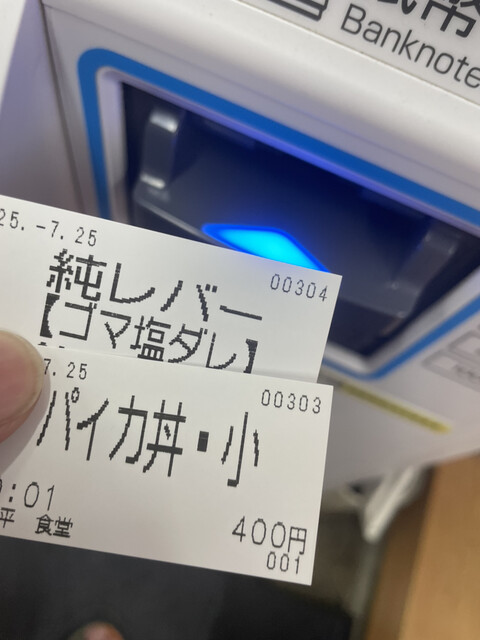 Banknote
25.-7.25
00304
純レバー
【ゴマ塩ダレ】
7.25
00303
パイカ丼・小
:01
平 食堂
400円
001